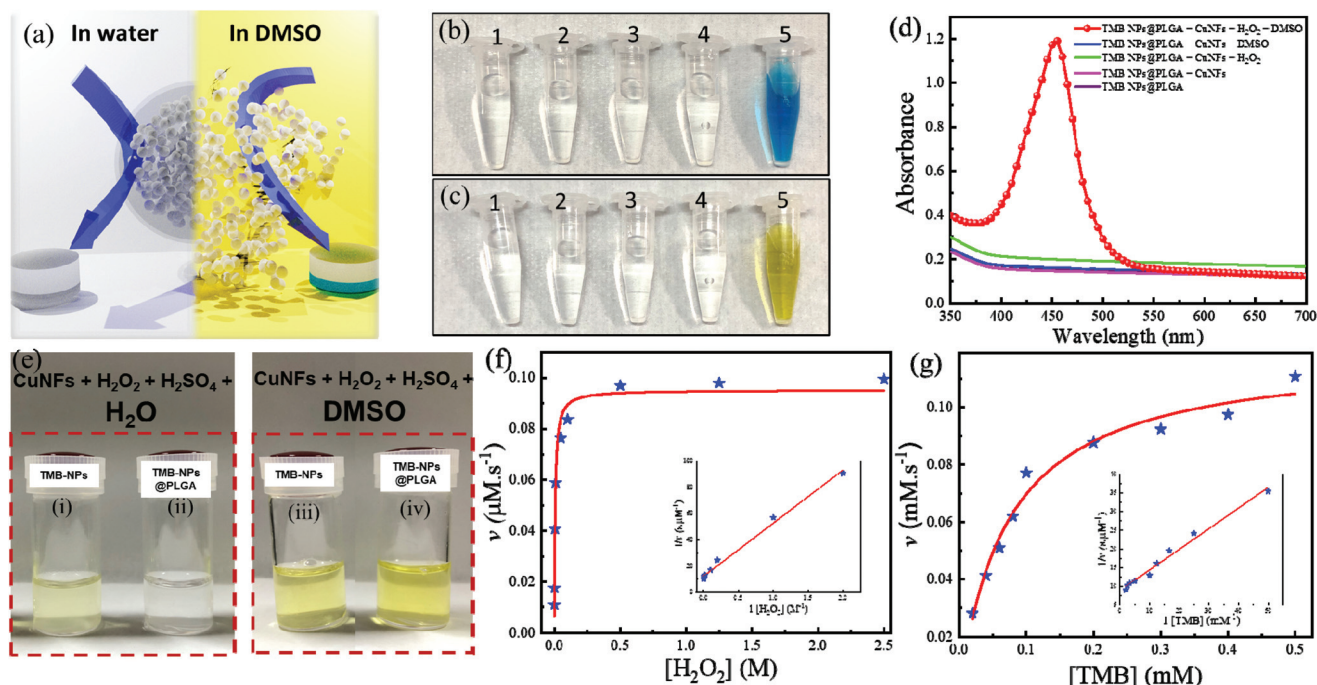 (a)
In water
In DMSO
(b)
1 2 3 4 5
(c)
1 2 3 4 5
(d)
TMB NPs@PLGA – CuNFs – H₂O₂ – DMSO
TMB NPs@PLGA CuNFs DMSO
TMB NPs@PLGA – CuNFs – H₂O₂
TMB NPs@PLGA – CuNFs
TMB NPs@PLGA
Absorbance
1.2
1.0
0.8
0.6
0.4
0.2
0.0
350 400 450 500 550 600 650 700
Wavelength (nm)
(e)
CuNFs + H₂O₂ + H₂SO₄ +
H₂O
TMB-NPs
TMB-NPs
@PLGA
(i)
(ii)
CuNFs + H₂O₂ + H₂SO₄ +
DMSO
TMB-NPs
TMB-NPs
@PLGA
(iii)
(iv)
(f)
v (µM.s⁻¹)
0.10
0.08
0.06
0.04
0.02
0.00
0.0 0.5 1.0 1.5 2.0 2.5
[H₂O₂] (M)
(g)
v (mM.s⁻¹)
0.10
0.08
0.06
0.04
0.02
0.0 0.1 0.2 0.3 0.4 0.5
[TMB] (mM)